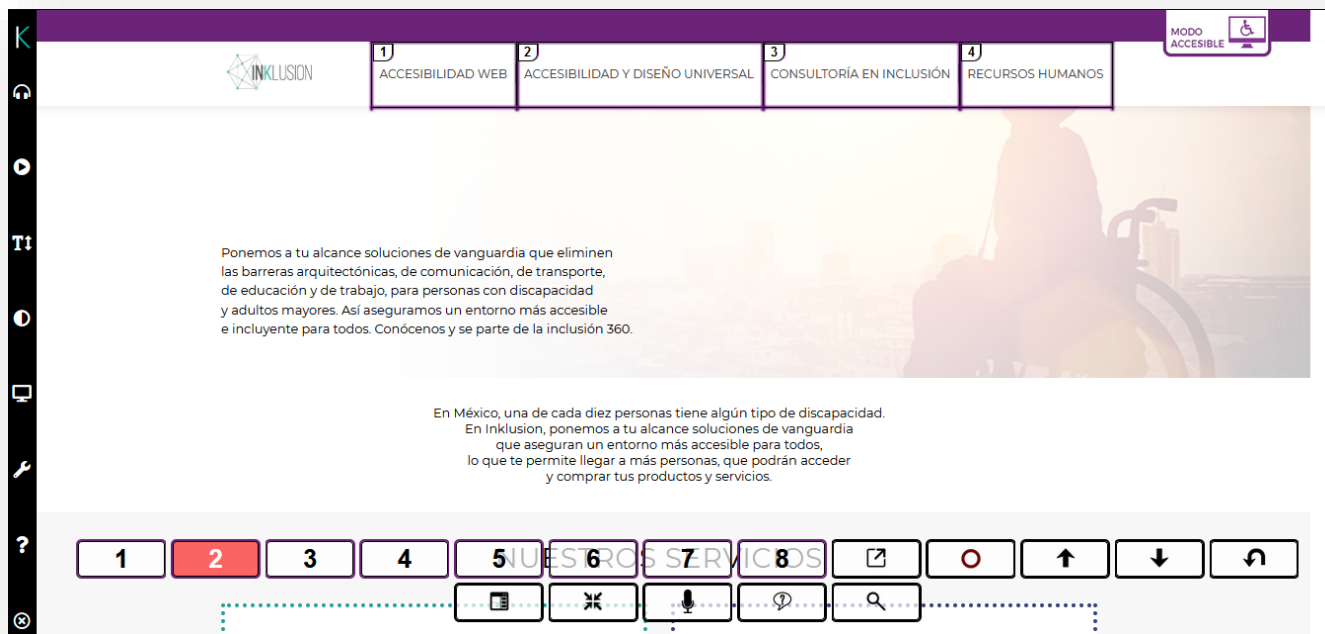 MODO
ACCESIBLE
INKLUSION
1 2 3 4
ACCESIBILIDAD WEB ACCESIBILIDAD Y DISEÑO UNIVERSAL CONSULTORÍA EN INCLUSIÓN RECURSOS HUMANOS
Ponemos a tu alcance soluciones de vanguardia que eliminen
las barreras arquitectónicas, de comunicación, de transporte,
de educación y de trabajo, para personas con discapacidad
y adultos mayores. Así aseguramos un entorno más accesible
e incluyente para todos. Conócenos y se parte de la inclusión 360.
En México, una de cada diez personas tiene algún tipo de discapacidad.
En Inklusion, ponemos a tu alcance soluciones de vanguardia
que aseguran un entorno más accesible para todos,
lo que te permite llegar a más personas, que podrán acceder
y comprar tus productos y servicios.
NUESTROS SERVICIOS
1 2 3 4 5 6 7 8